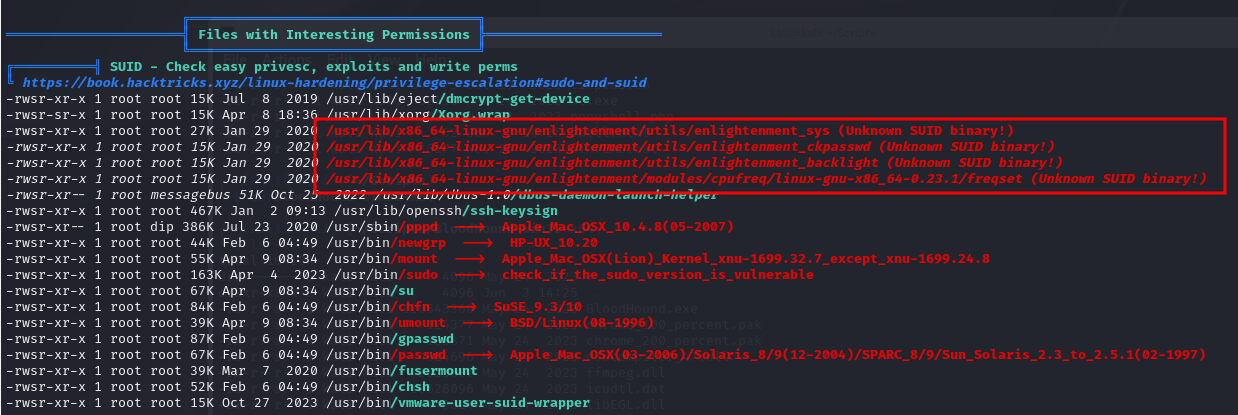 Files with Interesting Permissions
SUID - Check easy privesc, exploits and write perms
https://book.hacktricks.xyz/linux-hardening/privilege-escalation#sudo-and-suid
-rwsr-xr-x 1 root root 15K Jul  8  2019 /usr/lib/eject/dmcrypt-get-device
-rwsr-sr-x 1 root root 15K Apr  8 18:36 /usr/lib/xorg/Xorg.wrap
-rwsr-xr-x 1 root root 27K Jan 29  2020 /usr/lib/x86_64-linux-gnu/enlightenment/utils/enlightenment_sys (Unknown SUID binary!)
-rwsr-xr-x 1 root root 15K Jan 29  2020 /usr/lib/x86_64-linux-gnu/enlightenment/utils/enlightenment_ckpasswd (Unknown SUID binary!)
-rwsr-xr-x 1 root root 15K Jan 29  2020 /usr/lib/x86_64-linux-gnu/enlightenment/utils/enlightenment_backlight (Unknown SUID binary!)
-rwsr-xr-x 1 root root 15K Jan 29  2020 /usr/lib/x86_64-linux-gnu/enlightenment/modules/cpufreq/linux-gnu-x86_64-0.23.1/freqset (Unknown SUID binary!)
-rwsr-xr-- 1 root messagebus 51K Oct 25  2022 /usr/lib/dbus-1.0/dbus-daemon-launch-helper
-rwsr-xr-x 1 root root 467K Jan  2 09:13 /usr/lib/openssh/ssh-keysign
-rwsr-xr-- 1 root dip 386K Jul 23  2020 /usr/sbin/pppd  --->  Apple_Mac_OSX_10.4.8(05-2007)
-rwsr-xr-x 1 root root 44K Feb  6 04:49 /usr/bin/newgrp  --->  HP-UX_10.20
-rwsr-xr-x 1 root root 55K Apr  9 08:34 /usr/bin/mount  --->  Apple_Mac_OSX(Lion)_Kernel_xnu-1699.32.7_except_xnu-1699.24.8
-rwsr-xr-x 1 root root 163K Apr  4  2023 /usr/bin/sudo  --->  check_if_the_sudo_version_is_vulnerable
-rwsr-xr-x 1 root root 67K Apr  9 08:34 /usr/bin/su
-rwsr-xr-x 1 root root 84K Feb  6 04:49 /usr/bin/chfn  --->  SuSE_9.3/10
-rwsr-xr-x 1 root root 39K Apr  9 08:34 /usr/bin/umount  --->  BSD/Linux(08-1996)
-rwsr-xr-x 1 root root 87K Feb  6 04:49 /usr/bin/gpasswd
-rwsr-xr-x 1 root root 67K Feb  6 04:49 /usr/bin/passwd  --->  Apple_Mac_OSX(03-2006)/Solaris_8/9(12-2004)/SPARC_8/9/Sun_Solaris_2.3_to_2.5.1(02-1997)
-rwsr-xr-x 1 root root 39K Mar  7  2020 /usr/bin/fusermount
-rwsr-xr-x 1 root root 52K Feb  6 04:49 /usr/bin/chsh
-rwsr-xr-x 1 root root 15K Oct 27  2023 /usr/bin/vmware-user-suid-wrapper